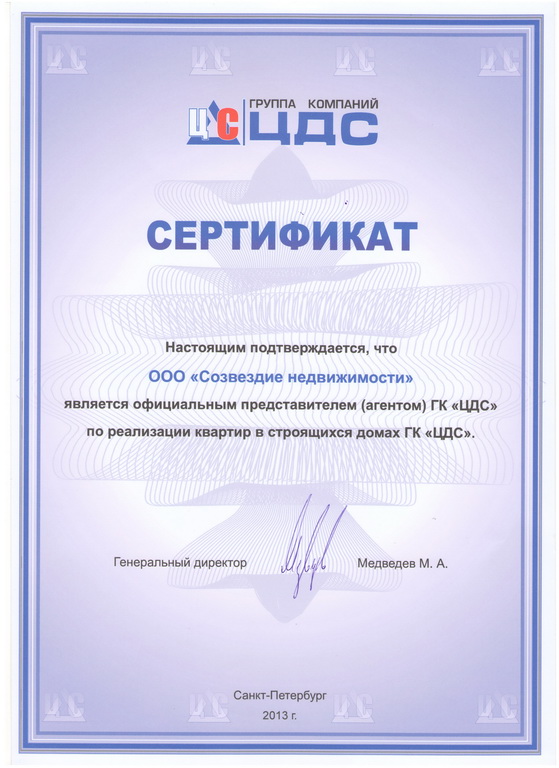 ГРУППА КОМПАНИЙ
ЦДС
ЦДС
СЕРТИФИКАТ
Настоящим подтверждается, что
ООО «Созвездие недвижимости»
является официальным представителем (агентом) ГК «ЦДС»
по реализации квартир в строящихся домах ГК «ЦДС».
Генеральный директор
Медведев М. А.
Санкт-Петербург
2013 г.